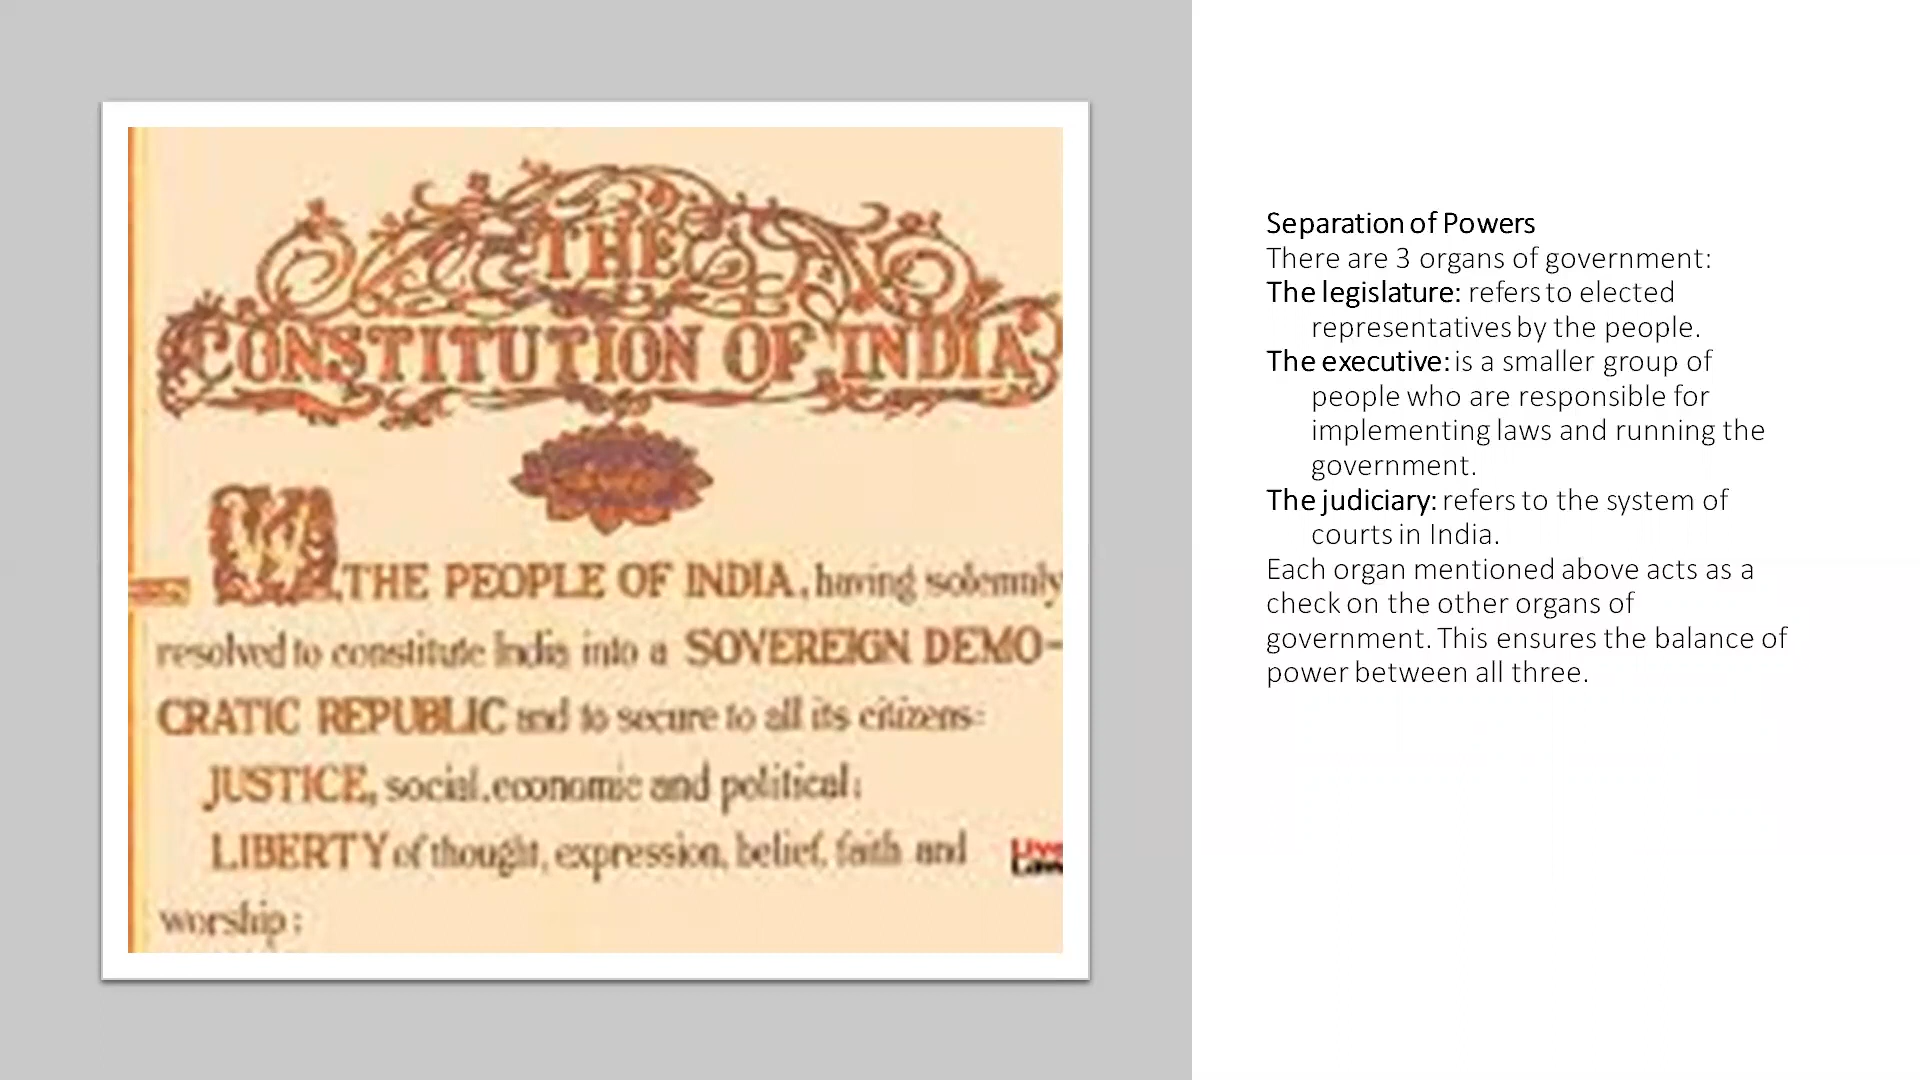 THE
CONSTITUTION OF INDIA
WE, THE PEOPLE OF INDIA, having solemnly
resolved to constitute India into a SOVEREIGN DEMO-
CRATIC REPUBLIC and to secure to all its citizens:
JUSTICE, social, economic and political;
LIBERTY of thought, expression, belief, faith and
worship;
Live
Law
Separation of Powers
There are 3 organs of government:
The legislature: refers to elected
representatives by the people.
The executive: is a smaller group of
people who are responsible for
implementing laws and running the
government.
The judiciary: refers to the system of
courts in India.
Each organ mentioned above acts as a
check on the other organs of
government. This ensures the balance of
power between all three.